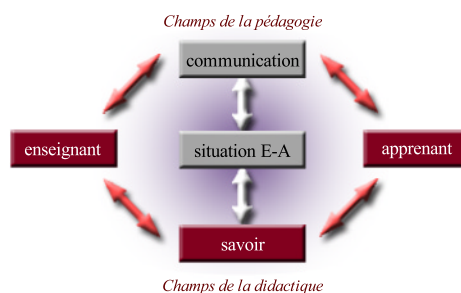 Champs de la pédagogie
communication
enseignant
situation E-A
apprenant
savoir
Champs de la didactique